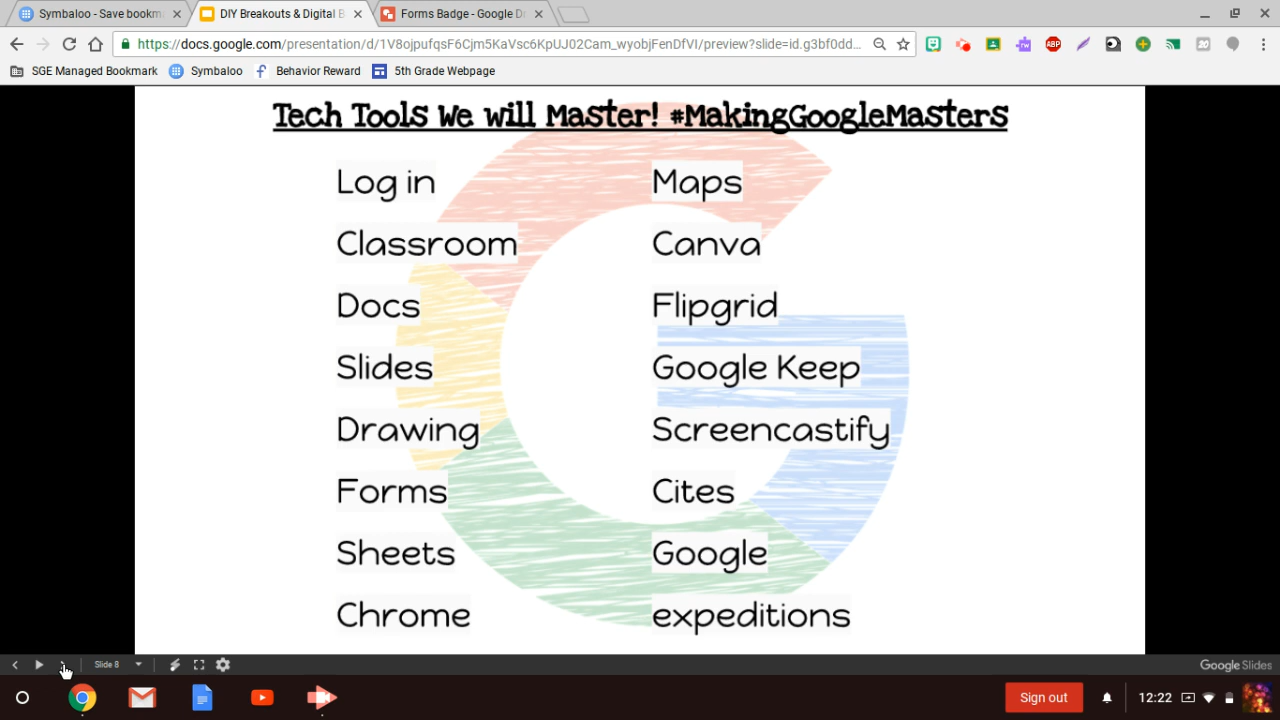 Symbaloo - Save bookm
DIY Breakouts & Digital B
Forms Badge - Google Dr
https://docs.google.com/presentation/d/1V8ojpufqsF6Cjm5KaVsc6KpUJ02Cam_wyobjFmDfVI/preview?slide=id.g3bf0dd...
SGE Managed Bookmark
Symbaloo
Behavior Reward
5th Grade Webpage
Tech Tools We will Master! #MakingGoogleMasters
Log in
Classroom
Docs
Slides
Drawing
Forms
Sheets
Chrome
Maps
Canva
Flipgrid
Google Keep
Screencastify
Cites
Google
expeditions
Slide 8
Google Slides
Sign out
12:22